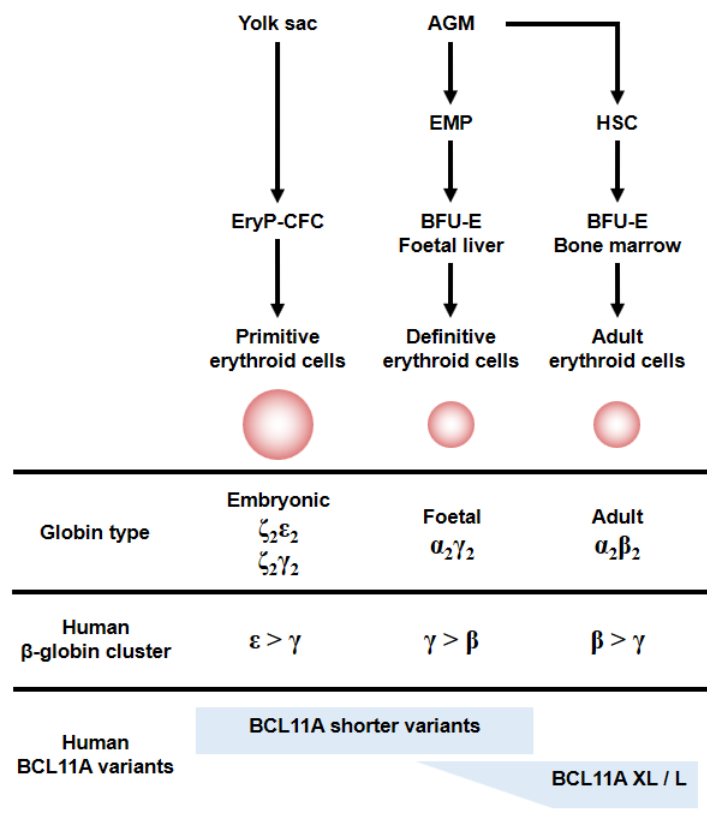 Yolk sac
AGM
EMP
HSC
EryP-CFC
BFU-E
Foetal liver
BFU-E
Bone marrow
Primitive
erythroid cells
Definitive
erythroid cells
Adult
erythroid cells
Globin type
Embryonic
ζ₂ε₂
ζ₂γ₂
Foetal
α₂γ₂
Adult
α₂β₂
Human
β-globin cluster
ε > γ
γ > β
β > γ
Human
BCL11A variants
BCL11A shorter variants
BCL11A XL / L